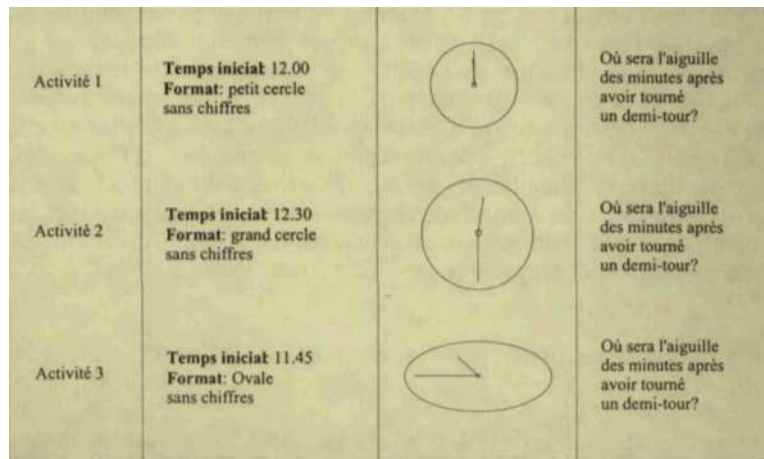 Activité 1
Temps inicial: 12.00
Format: petit cercle
sans chiffres
Où sera l'aiguille
des minutes après
avoir tourné
un demi-tour?
Activité 2
Temps inicial: 12.30
Format: grand cercle
sans chiffres
Où sera l'aiguille
des minutes après
avoir tourné
un demi-tour?
Activité 3
Temps inicial: 11.45
Format: Ovale
sans chiffres
Où sera l'aiguille
des minutes après
avoir tourné
un demi-tour?